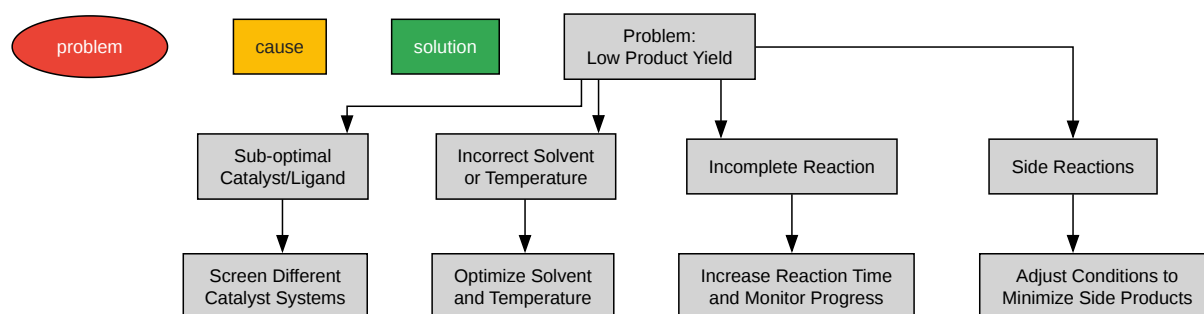 problem
cause
solution
Problem:
Low Product Yield
Sub-optimal
Catalyst/Ligand
Incorrect Solvent
or Temperature
Incomplete Reaction
Side Reactions
Screen Different
Catalyst Systems
Optimize Solvent
and Temperature
Increase Reaction Time
and Monitor Progress
Adjust Conditions to
Minimize Side Products